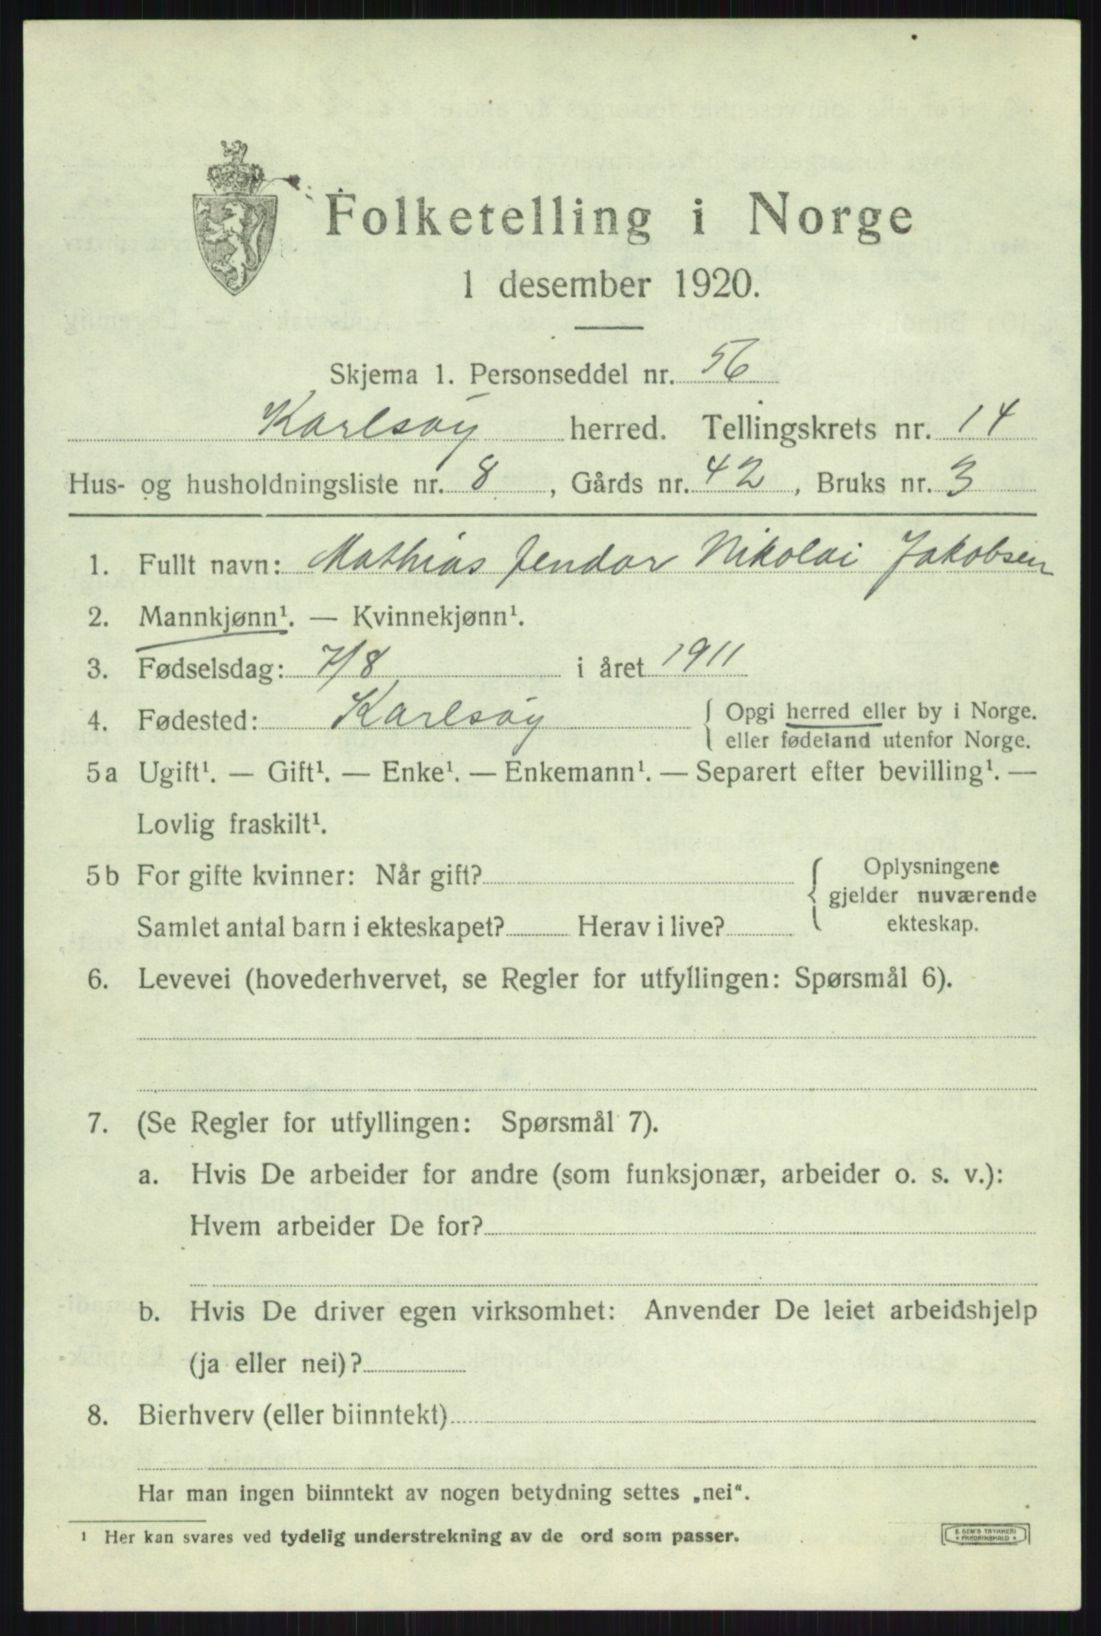 Folketelling i Norge
1 desember 1920.
Skjema 1. Personseddel nr. 56
Karlsøy herred. Tellingskrets nr. 14
Hus- og husholdningsliste nr. 8, Gårds nr. 42, Bruks nr. 3
1. Fullt navn: Mathias Jendor Nikolai Jakobsen
2. Mannkjønn¹. — Kvinnekjønn¹.
3. Fødselsdag: 7/8 i året 1911
4. Fødested: Karlsøy { Opgi herred eller by i Norge.
eller fødeland utenfor Norge.
5a Ugift¹. — Gift¹. — Enke¹. — Enkemann¹. — Separert efter bevilling¹. —
Lovlig fraskilt¹.
5b For gifte kvinner: Når gift? { Oplysningene
gjelder nuværende
Samlet antal barn i ekteskapet? Herav i live? ekteskap.
6. Levevei (hovederhvervet, se Regler for utfyllingen: Spørsmål 6).
7. (Se Regler for utfyllingen: Spørsmål 7).
a. Hvis De arbeider for andre (som funksjonær, arbeider o. s. v.):
Hvem arbeider De for?
b. Hvis De driver egen virksomhet: Anvender De leiet arbeidshjelp
(ja eller nei)?
8. Bierhverv (eller biinntekt)
Har man ingen biinntekt av nogen betydning settes „nei“.
¹ Her kan svares ved tydelig understrekning av de ord som passer.
E. SEM'S TRYKKERI
FREDRIKSHALD